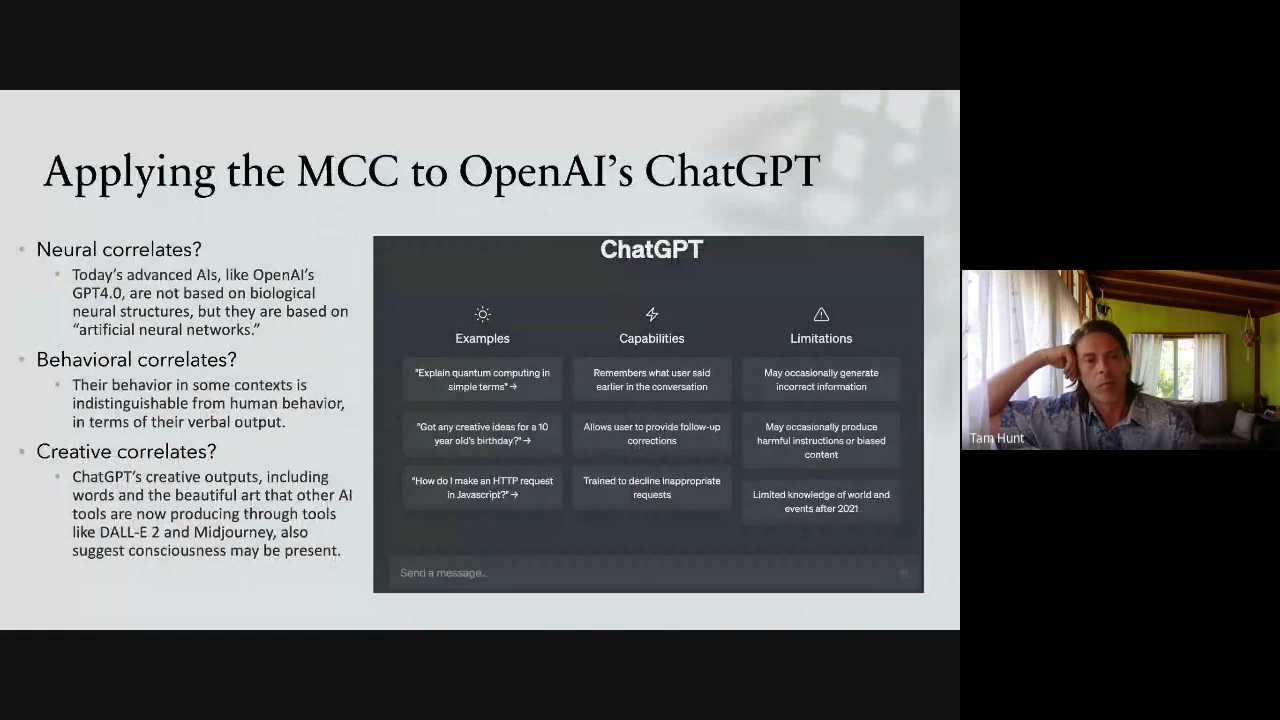 Applying the MCC to OpenAI's ChatGPT
Neural correlates?
Today's advanced AIs, like OpenAI's
GPT4.0, are not based on biological
neural structures, but they are based on
"artificial neural networks."
Behavioral correlates?
Their behavior in some contexts is
indistinguishable from human behavior,
in terms of their verbal output.
Creative correlates?
ChatGPT's creative outputs, including
words and the beautiful art that other AI
tools are now producing through tools
like DALL-E 2 and Midjourney, also
suggest consciousness may be present.
ChatGPT
Examples
"Explain quantum computing in
simple terms" →
"Got any creative ideas for a 10
year old's birthday?" →
"How do I make an HTTP request
in Javascript?" →
Capabilities
Remembers what user said
earlier in the conversation
Allows user to provide follow-up
corrections
Trained to decline inappropriate
requests
Limitations
May occasionally generate
incorrect information
May occasionally produce
harmful instructions or biased
content
Limited knowledge of world and
events after 2021
Send a message...
Tam Hunt